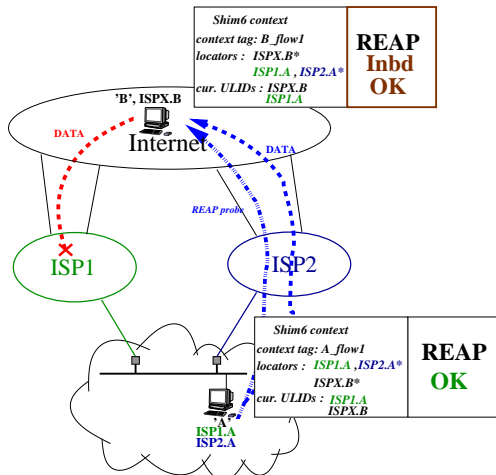 Shim6 context
context tag: B_flow1
locators : ISPX.B*
ISP1.A , ISP2.A*
cur. ULIDs : ISPX.B
ISP1.A
REAP
Inbd
OK
'B', ISPX.B
DATA
Internet
DATA
REAP probe
ISP1
ISP2
Shim6 context
context tag: A_flow1
locators : ISP1.A ,ISP2.A*
ISPX.B*
cur. ULIDs : ISP1.A
ISPX.B
REAP
OK
'A'
ISP1.A
ISP2.A